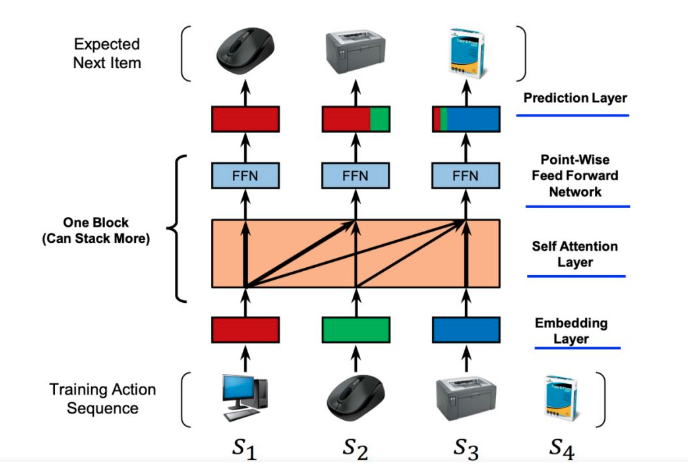 Expected
Next Item
Prediction Layer
FFN FFN FFN
Point-Wise
Feed Forward
Network
One Block
(Can Stack More)
Self Attention
Layer
Embedding
Layer
Training Action
Sequence
S1 S2 S3 S4